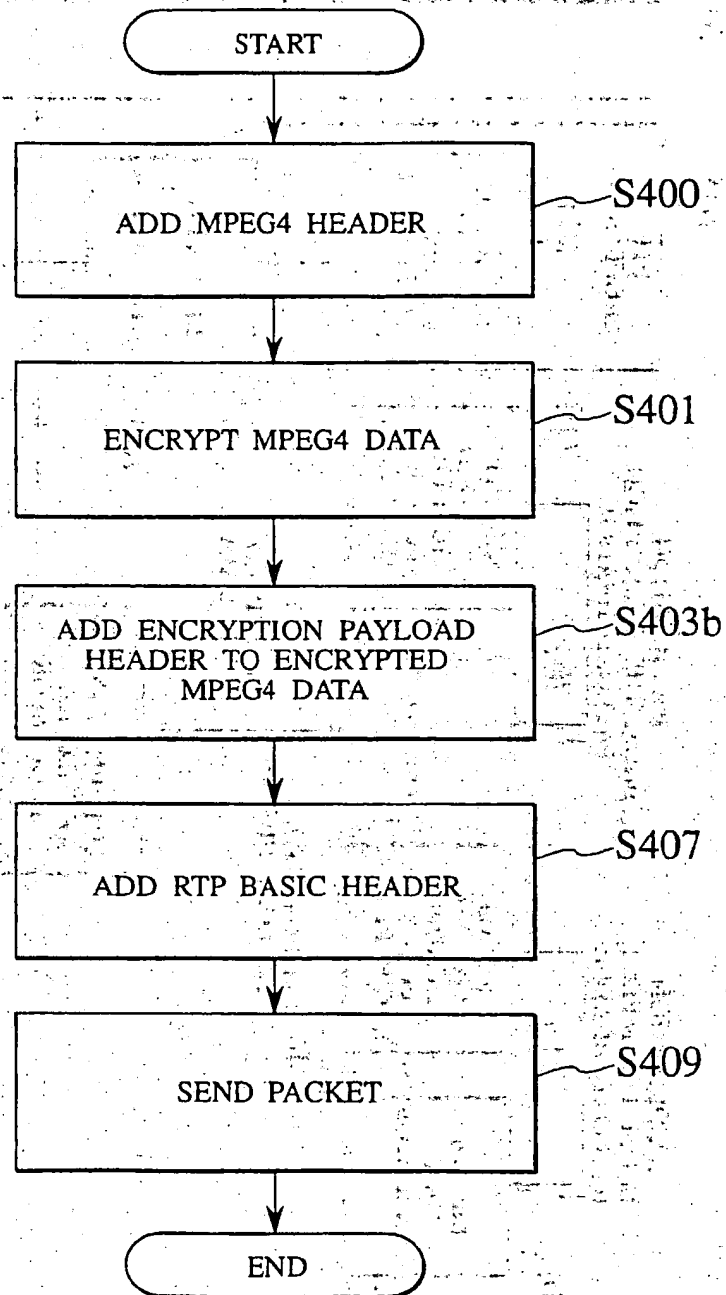 START
ADD MPEG4 HEADER
S400
ENCRYPT MPEG4 DATA
S401
ADD ENCRYPTION PAYLOAD
HEADER TO ENCRYPTED
MPEG4 DATA
S403b
ADD RTP BASIC HEADER
S407
SEND PACKET
S409
END